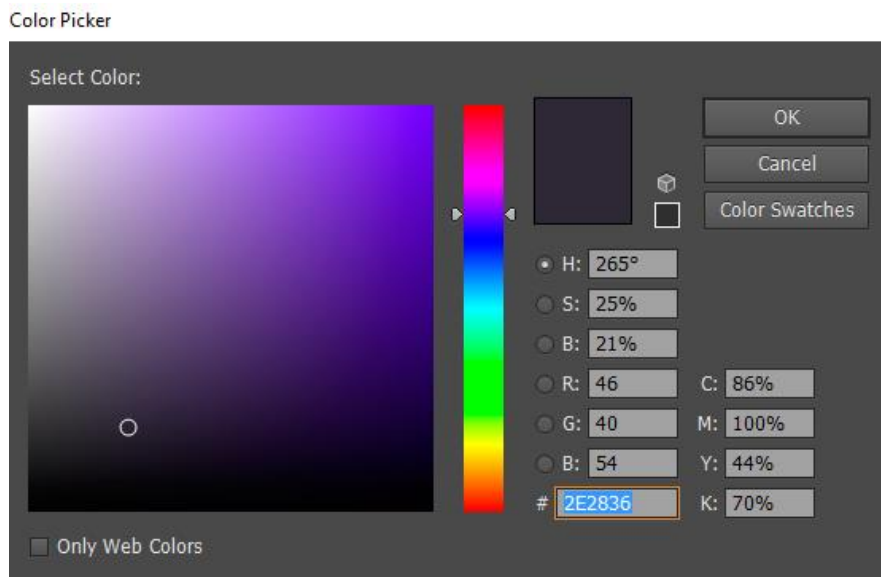 Color Picker
Select Color:
OK
Cancel
Color Swatches
H: 265°
S: 25%
B: 21%
R: 46 C: 86%
G: 40 M: 100%
B: 54 Y: 44%
# 2E2836 K: 70%
Only Web Colors